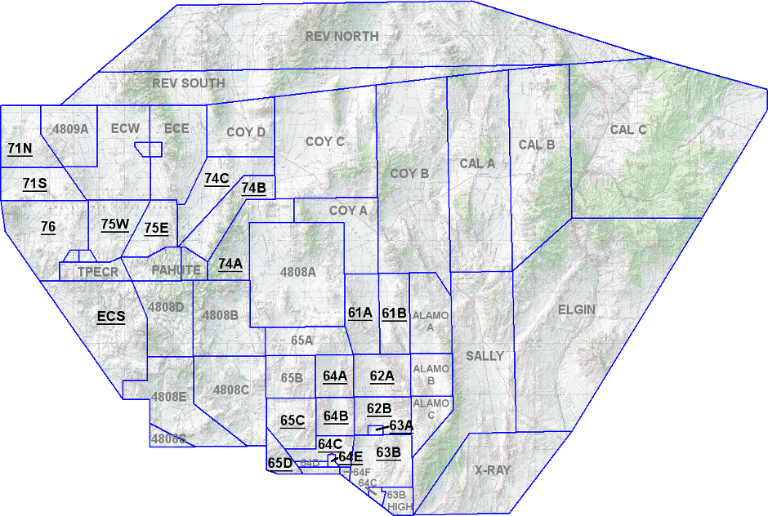 REV NORTH
REV SOUTH
4809A
ECW
ECE
COY D
COY C
CAL B
CAL C
71N
CAL A
COY B
71S
74C
74B
COY A
76
75W
75E
74A
TPECR
PAHUTE
4808A
ECS
4808D
4808B
61A
61B
ALAMO
A
ELGIN
65A
SALLY
65B
64A
62A
ALAMO
B
4808E
4808C
65C
64B
62B
ALAMO
C
63A
4808S
64C
65D
64D
64E
63B
64F
64C
X-RAY
63B
HIGH